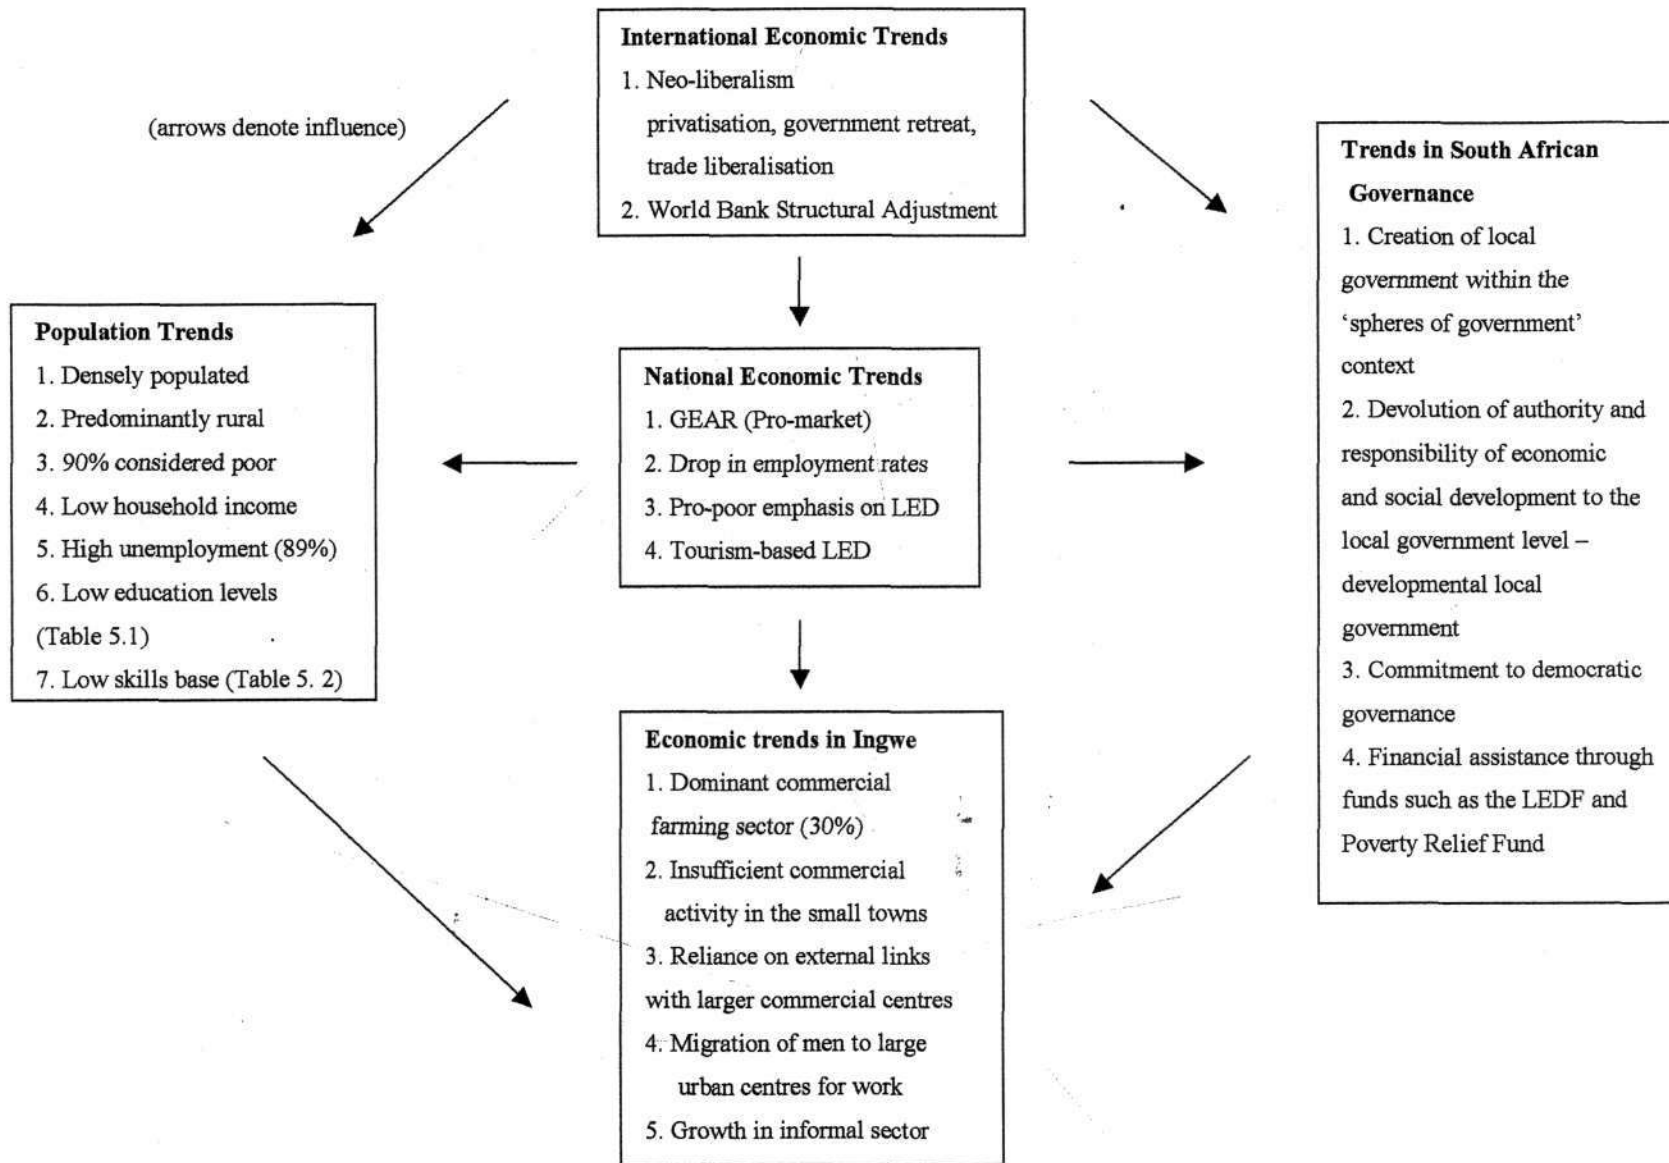 International Economic Trends
1. Neo-liberalism
privatisation, government retreat,
trade liberalisation
2. World Bank Structural Adjustment
(arrows denote influence)
Trends in South African
Governance
1. Creation of local
government within the
‘spheres of government’
context
2. Devolution of authority and
responsibility of economic
and social development to the
local government level –
developmental local
government
3. Commitment to democratic
governance
4. Financial assistance through
funds such as the LEDF and
Poverty Relief Fund
Population Trends
1. Densely populated
2. Predominantly rural
3. 90% considered poor
4. Low household income
5. High unemployment (89%)
6. Low education levels
(Table 5.1)
7. Low skills base (Table 5. 2)
National Economic Trends
1. GEAR (Pro-market)
2. Drop in employment rates
3. Pro-poor emphasis on LED
4. Tourism-based LED
Economic trends in Ingwe
1. Dominant commercial
farming sector (30%)
2. Insufficient commercial
activity in the small towns
3. Reliance on external links
with larger commercial centres
4. Migration of men to large
urban centres for work
5. Growth in informal sector